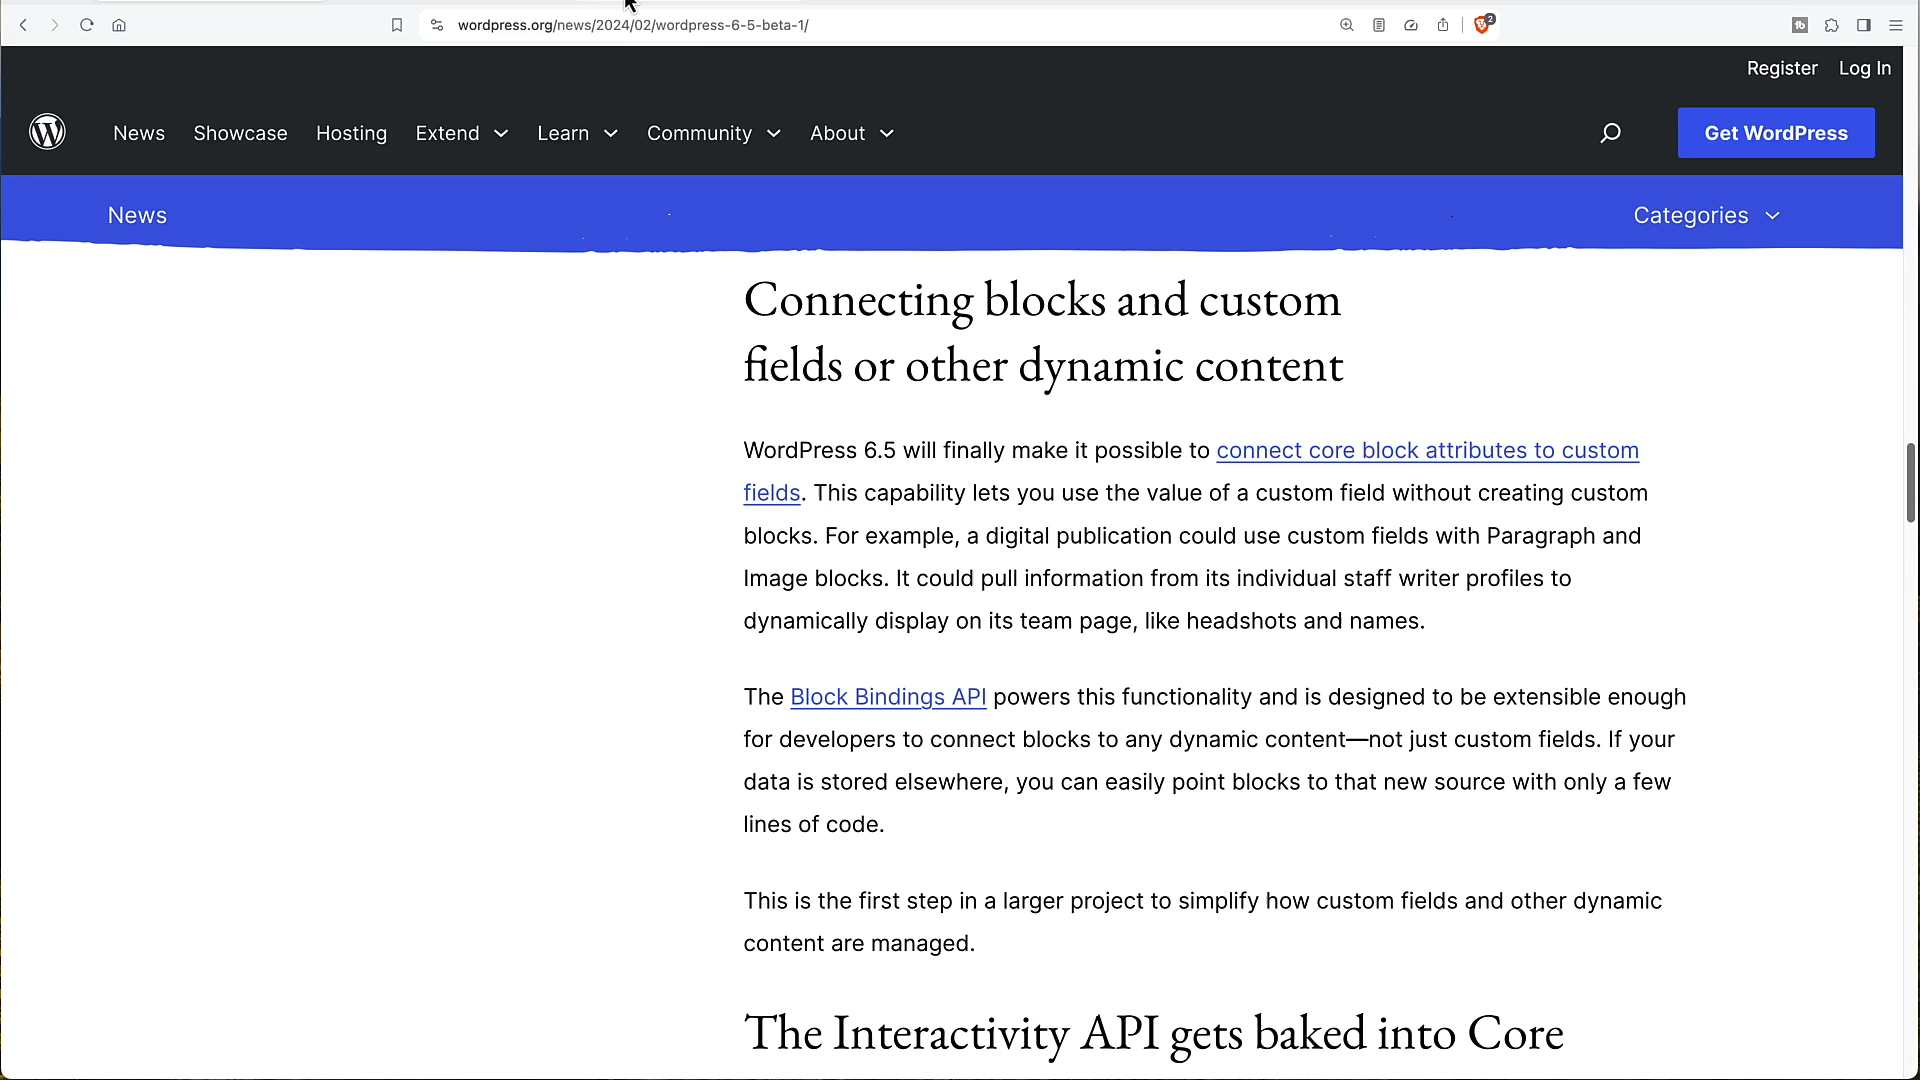 wordpress.org/news/2024/02/wordpress-6-5-beta-1/
2
Register Log In
News Showcase Hosting Extend Learn Community About Get WordPress
News Categories
Connecting blocks and custom
fields or other dynamic content
WordPress 6.5 will finally make it possible to connect core block attributes to custom
fields. This capability lets you use the value of a custom field without creating custom
blocks. For example, a digital publication could use custom fields with Paragraph and
Image blocks. It could pull information from its individual staff writer profiles to
dynamically display on its team page, like headshots and names.
The Block Bindings API powers this functionality and is designed to be extensible enough
for developers to connect blocks to any dynamic content—not just custom fields. If your
data is stored elsewhere, you can easily point blocks to that new source with only a few
lines of code.
This is the first step in a larger project to simplify how custom fields and other dynamic
content are managed.
The Interactivity API gets baked into Core